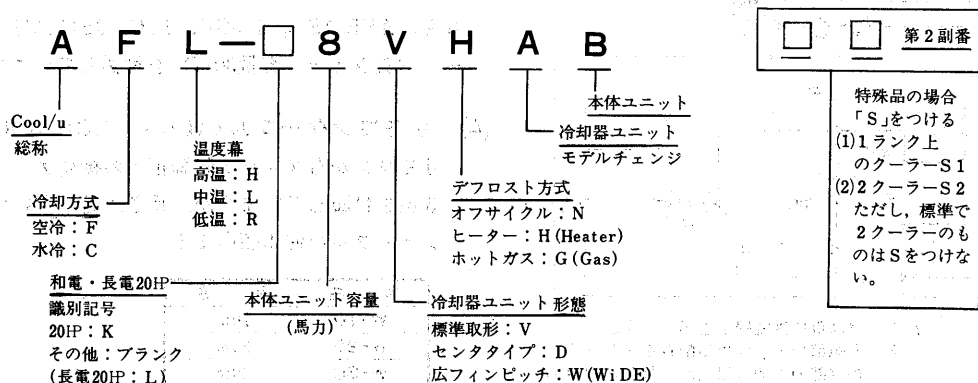 A F L－□ 8 V H A B
Cool/u
総称
冷却方式
空冷：F
水冷：C
温度幕
高温：H
中温：L
低温：R
和電・長電20HP
識別記号
20HP：K
その他：ブランク
(長電20HP：L)
本体ユニット容量
(馬力)
冷却器ユニット形態
標準取形：V
センタタイプ：D
広フィンピッチ：W(WiDE)
デフロスト方式
オフサイクル：N
ヒーター：H(Heater)
ホットガス：G(Gas)
冷却器ユニット
モデルチェンジ
本体ユニット
□ □ 第2副番
特殊品の場合
「S」をつける
(1)1ランク上
のクーラーS1
(2)2クーラーS2
ただし，標準で
2クーラーのも
のはSをつけな
い。